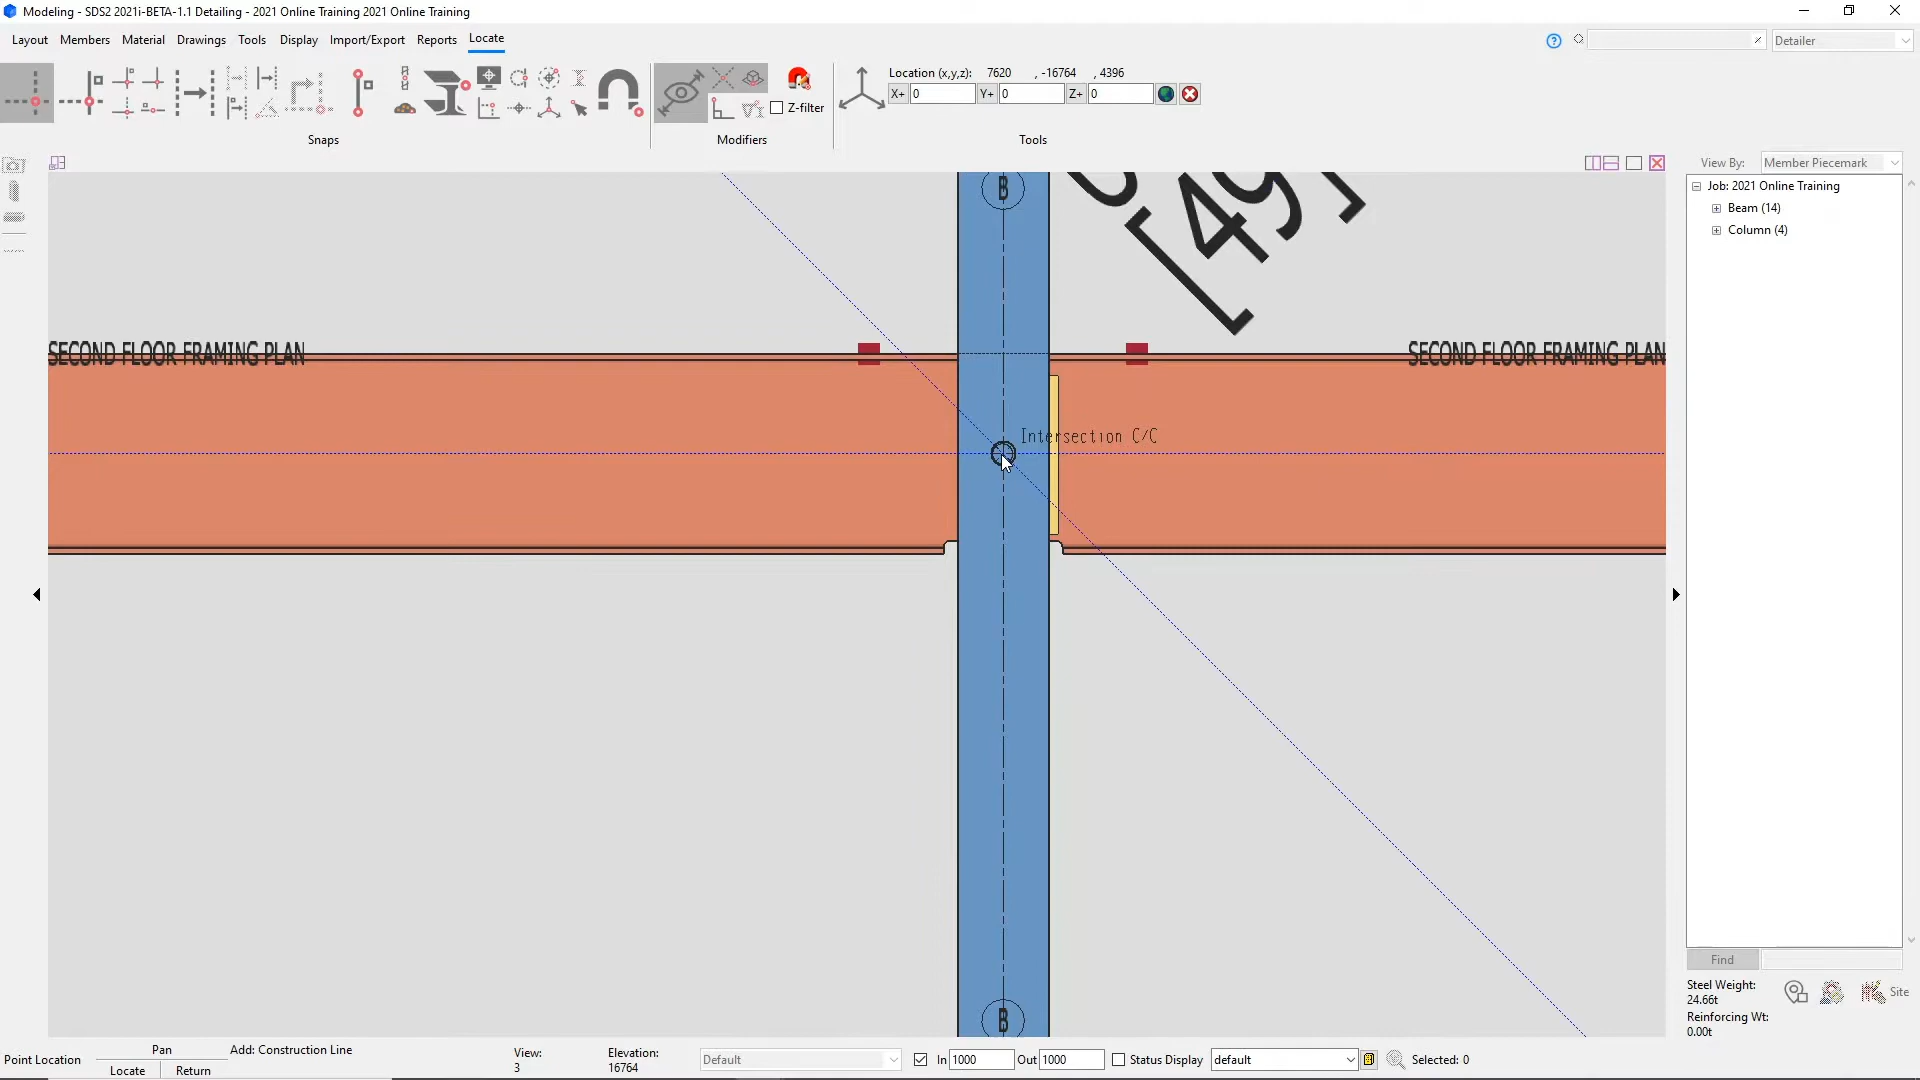 Modeling - SDS2 2021i-BETA-1.1 Detailing - 2021 Online Training 2021 Online Training
Layout Members Material Drawings Tools Display Import/Export Reports Locate
Detailer
Location (x,y,z): 7620 , -16764 , 4396
X+ 0 Y+ 0 Z+ 0
Z-filter
Snaps Modifiers Tools
View By: Member Piecemark
Job: 2021 Online Training
Beam (14)
Column (4)
B
[49]
SECOND FLOOR FRAMING PLAN SECOND FLOOR FRAMING PLAN
Intersection C/C
B
Find
Steel Weight:
24.66t
Site
Reinforcing Wt:
0.00t
Point Location
Pan
Locate Return
Add: Construction Line
View:
3
Elevation:
16764
Default
In 1000 Out 1000 Status Display default Selected: 0